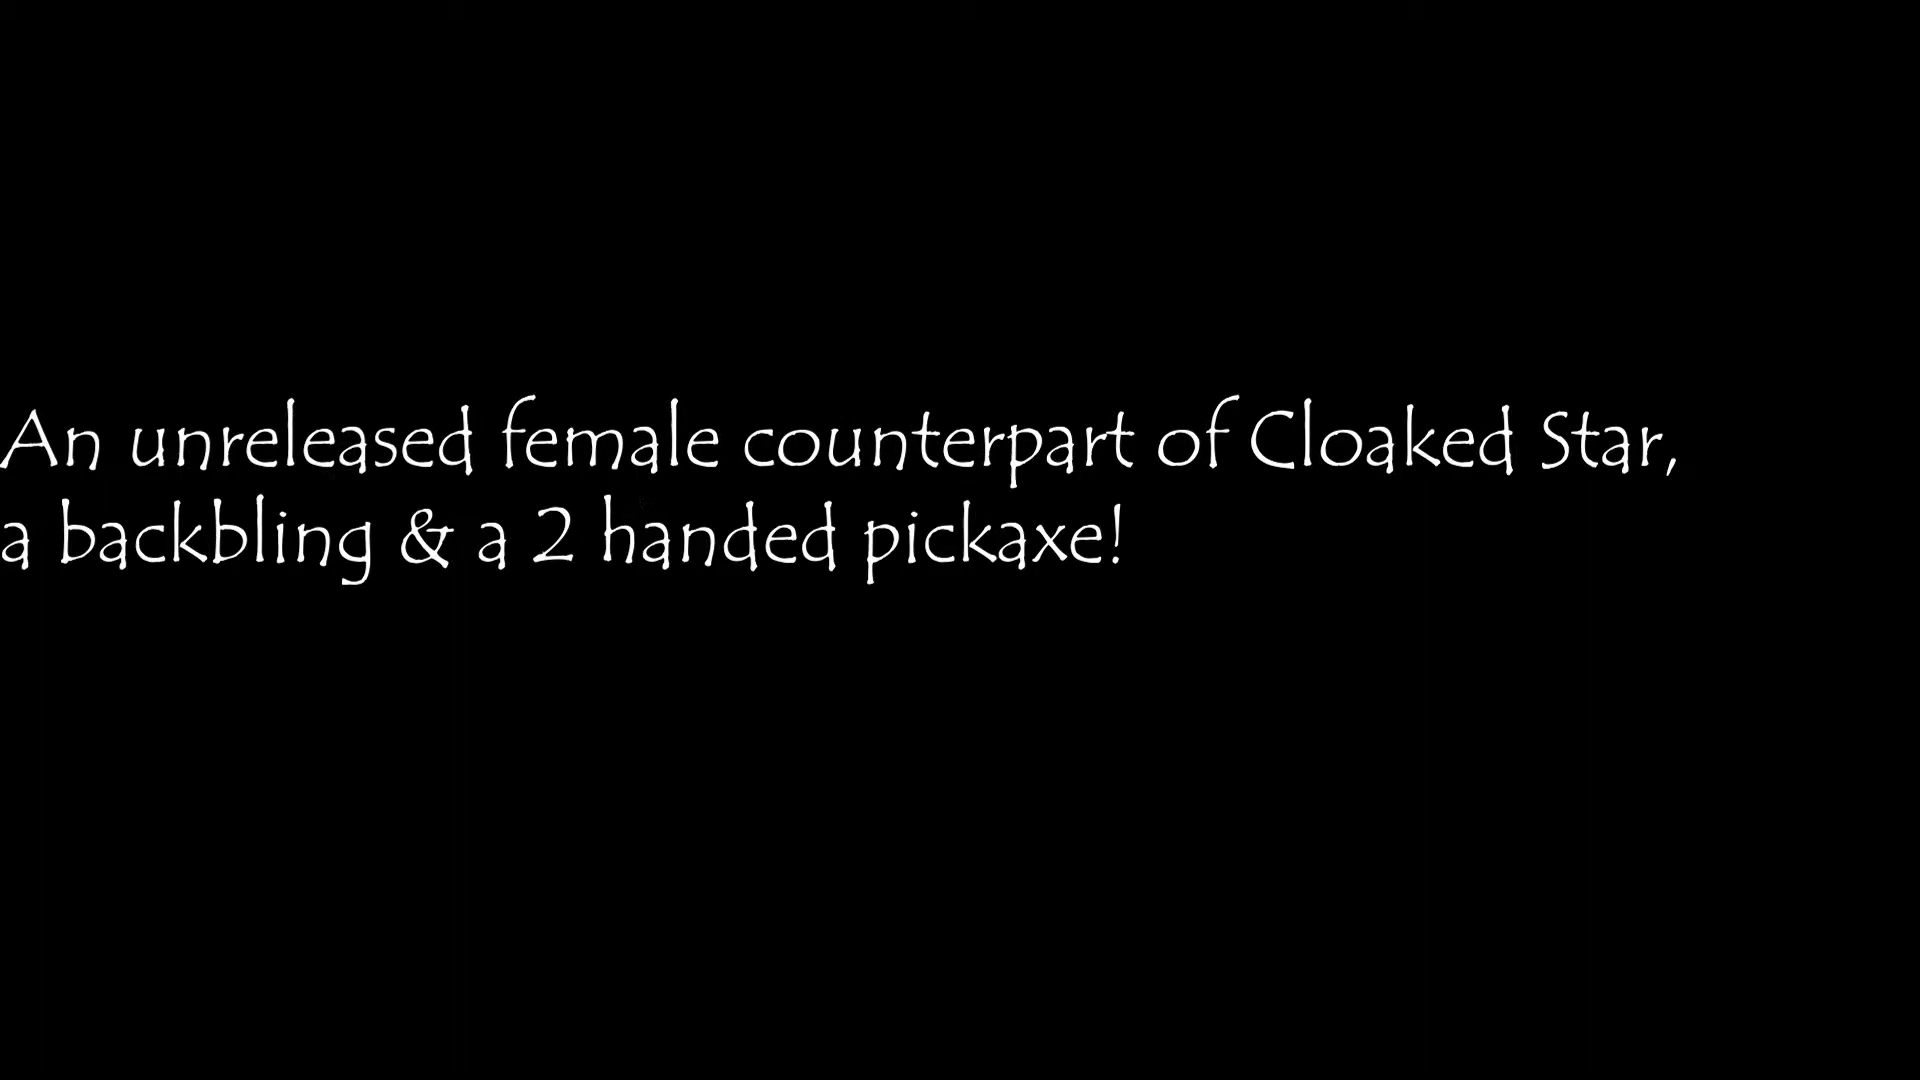 An unreleased female counterpart of Cloaked Star,
a backbling & a 2 handed pickaxe!